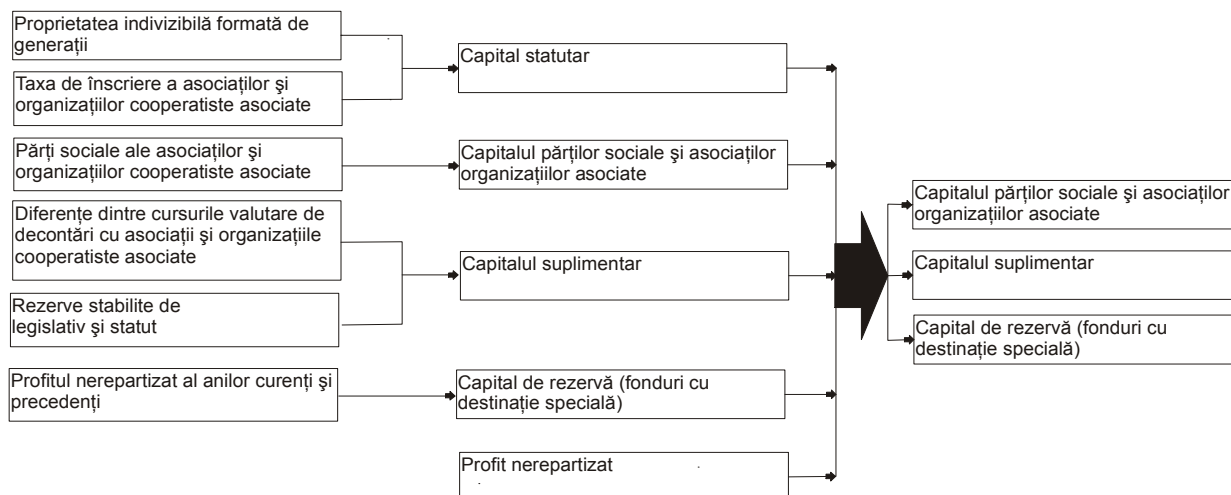 Proprietatea indivizibilă formată de
generații
Taxa de înscriere a asociaților şi
organizațiilor cooperatiste asociate
Părți sociale ale asociaților şi
organizațiilor cooperatiste asociate
Diferențe dintre cursurile valutare de
decontări cu asociații şi organizațiile
cooperatiste asociate
Rezerve stabilite de
legislativ şi statut
Profitul nerepartizat al anilor curenți şi
precedenți
Capital statutar
Capitalul părților sociale şi asociaților
organizațiilor asociate
Capitalul suplimentar
Capital de rezervă (fonduri cu
destinație specială)
Profit nerepartizat
Capitalul părților sociale şi asociaților
organizațiilor asociate
Capitalul suplimentar
Capital de rezervă (fonduri cu
destinație specială)